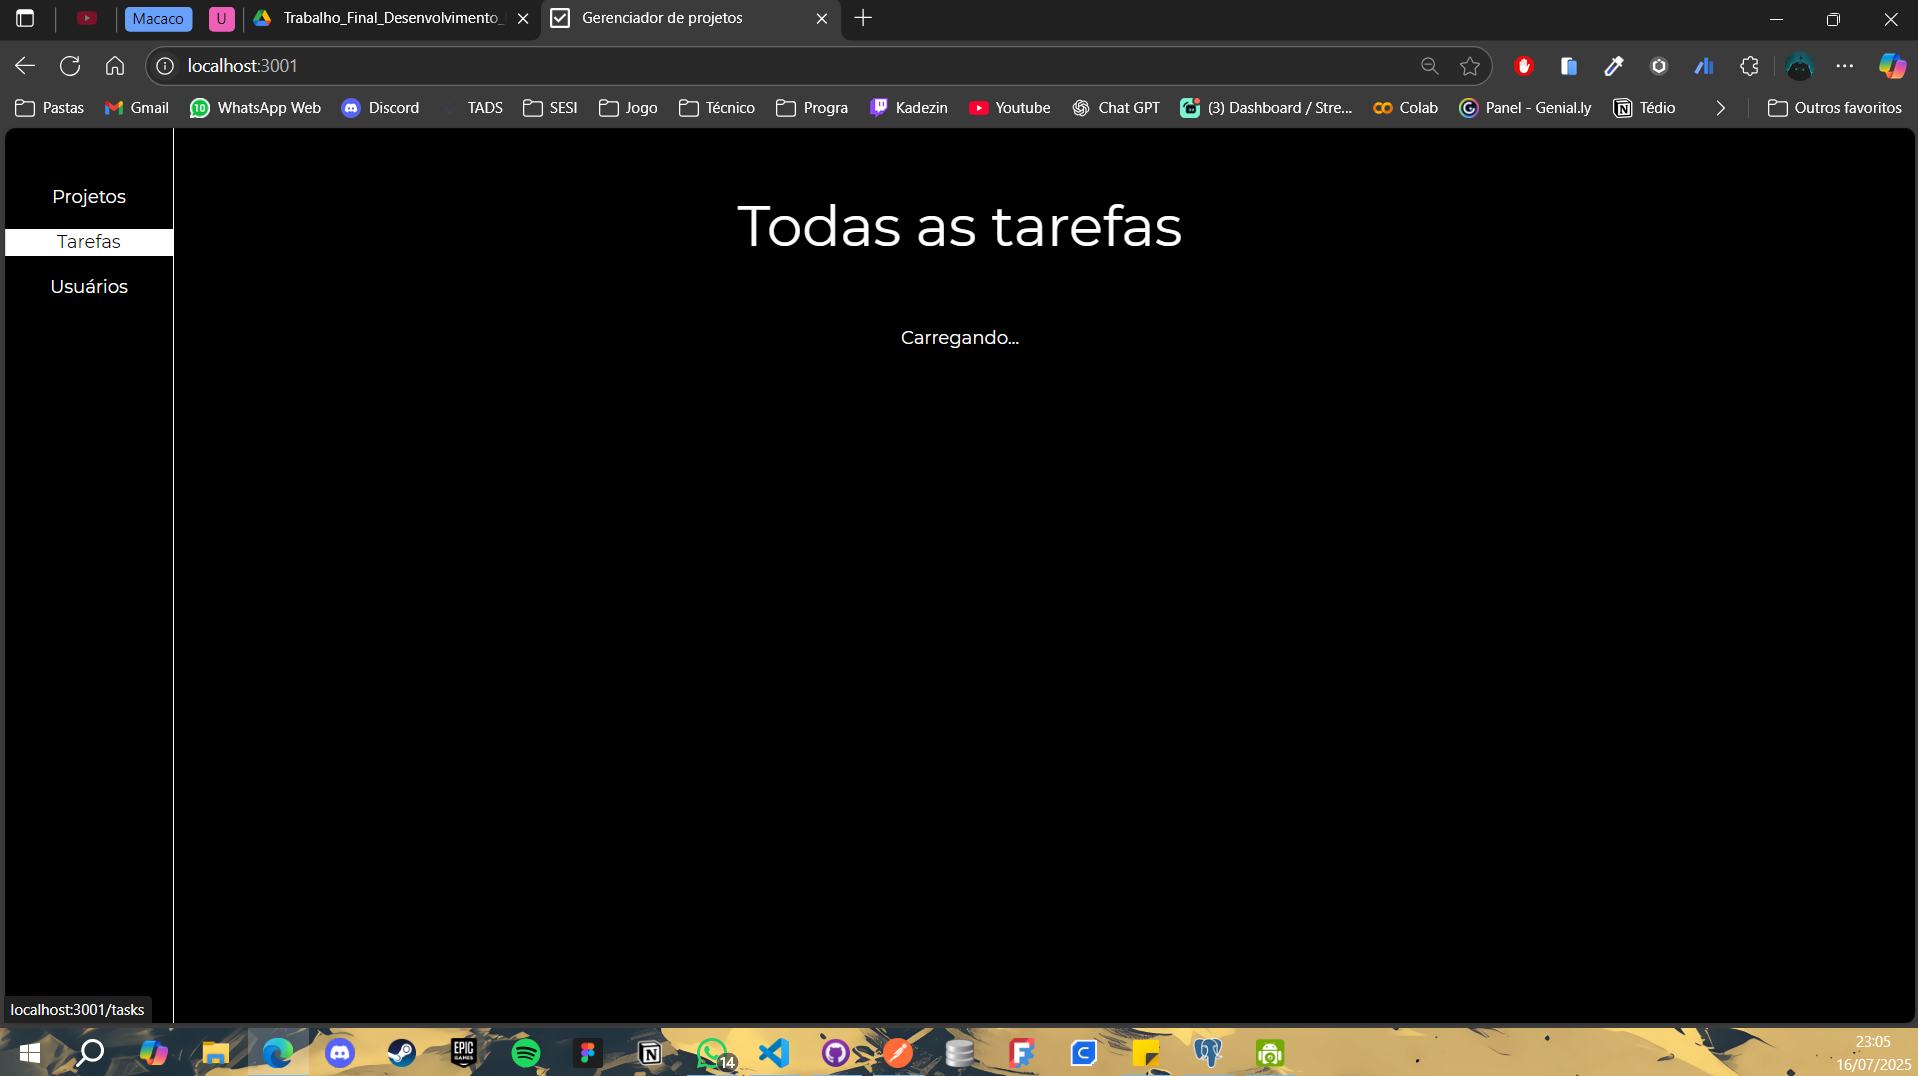 Macaco
U
Trabalho_Final_Desenvolvimento_
Gerenciador de projetos
localhost:3001
Pastas
Gmail
10
WhatsApp Web
Discord
TADS
SESI
Jogo
Técnico
Progra
Kadezin
Youtube
Chat GPT
(3) Dashboard / Stre...
Colab
Panel - Genial.ly
Tédio
Outros favoritos
Projetos
Tarefas
Usuários
Todas as tarefas
Carregando...
localhost:3001/tasks
EPIC
GAMES
14
23:05
16/07/2025